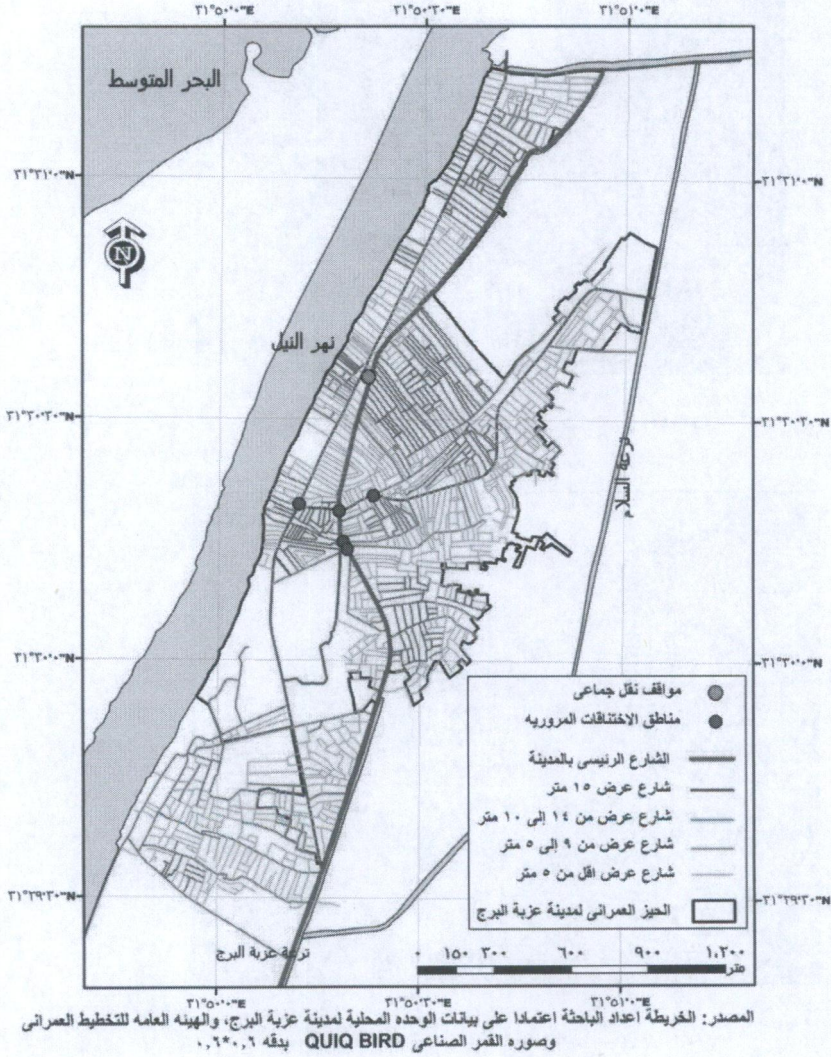 ٣١°٥٠'٠"E ٣١°٥٠'٣٠"E ٣١°٥١'٠"E
البحر المتوسط
٣١°٣١'٠"N ٣١°٣١'٠"N
N
نهر النيل
٣١°٣٠'٣٠"N ٣١°٣٠'٣٠"N
ترعة السلام
٣١°٣٠'٠"N ٣١°٣٠'٠"N
مواقف نقل جماعى
مناطق الاختناقات المروريه
الشارع الرئيسى بالمدينة
شارع عرض ١٥ متر
شارع عرض من ١٤ إلى ١٠ متر
شارع عرض من ٩ إلى ٥ متر
شارع عرض اقل من ٥ متر
الحيز العمرانى لمدينة عزبة البرج
٣١°٢٩'٣٠"N ٣١°٢٩'٣٠"N
ترعة عزبة البرج
٠ ١٥٠ ٣٠٠ ٦٠٠ ٩٠٠ ١,٢٠٠
متر
٣١°٥٠'٠"E ٣١°٥٠'٣٠"E ٣١°٥١'٠"E
المصدر: الخريطة اعداد الباحثة اعتمادا على بيانات الوحده المحلية لمدينة عزبة البرج، والهيئه العامه للتخطيط العمرانى
وصوره القمر الصناعى QUIQ BIRD بدقه ٠,٦*٠,٦